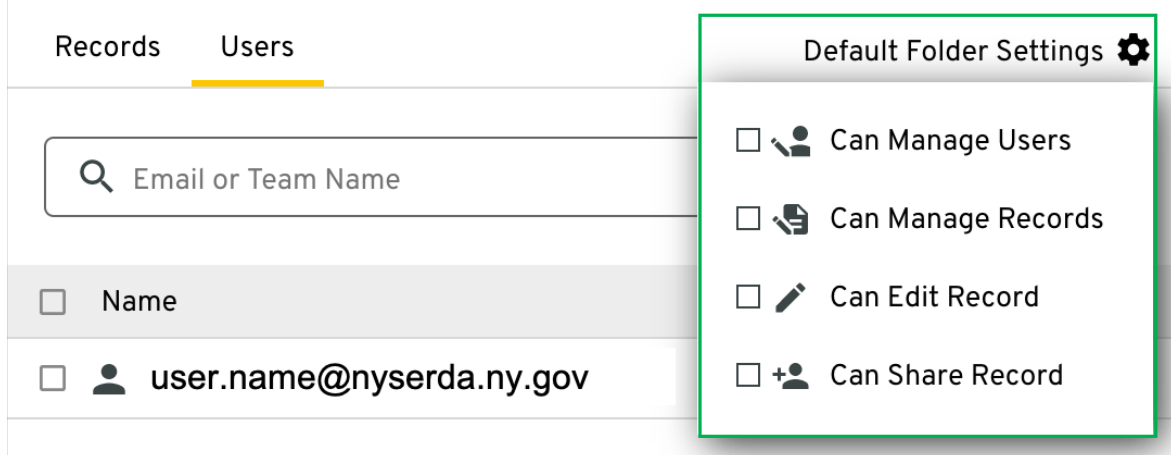 Records Users Default Folder Settings
Email or Team Name
Name
user.name@nyserda.ny.gov
Can Manage Users
Can Manage Records
Can Edit Record
Can Share Record